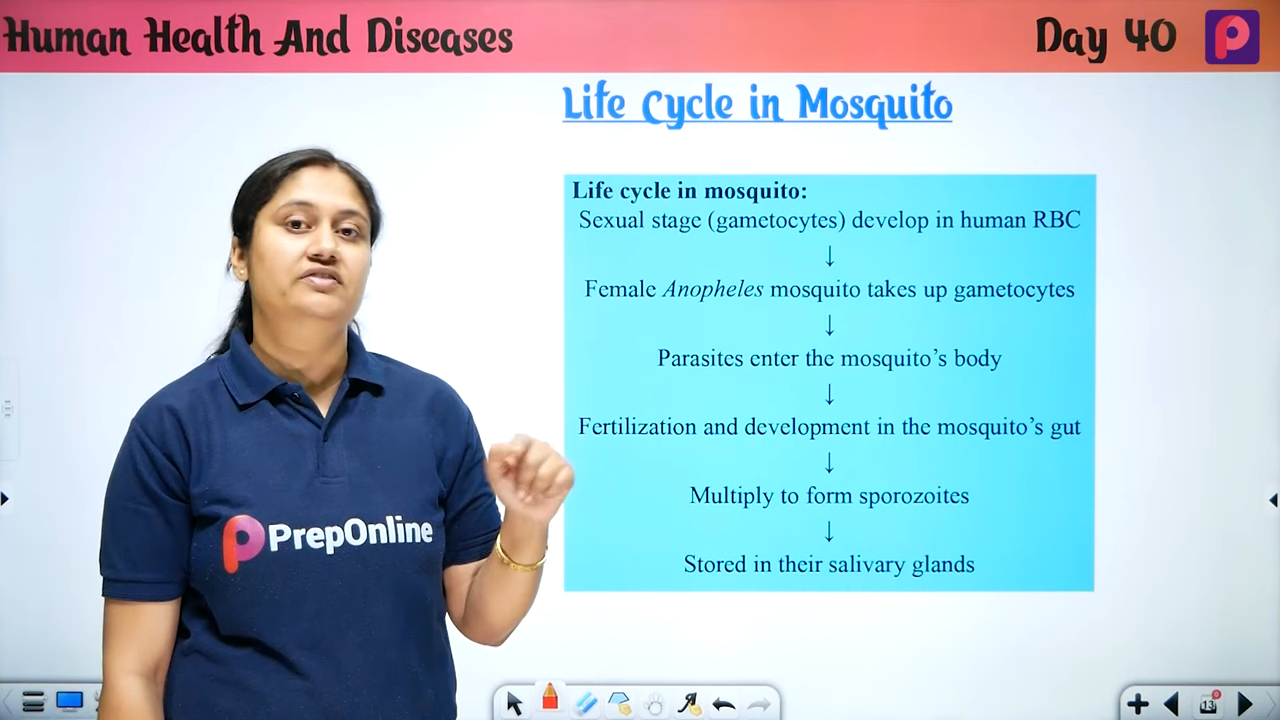 Human Health And Diseases
Day 40
Life Cycle in Mosquito
Life cycle in mosquito:
Sexual stage (gametocytes) develop in human RBC
↓
Female Anopheles mosquito takes up gametocytes
↓
Parasites enter the mosquito's body
↓
Fertilization and development in the mosquito's gut
↓
Multiply to form sporozoites
↓
Stored in their salivary glands
PrepOnline
13